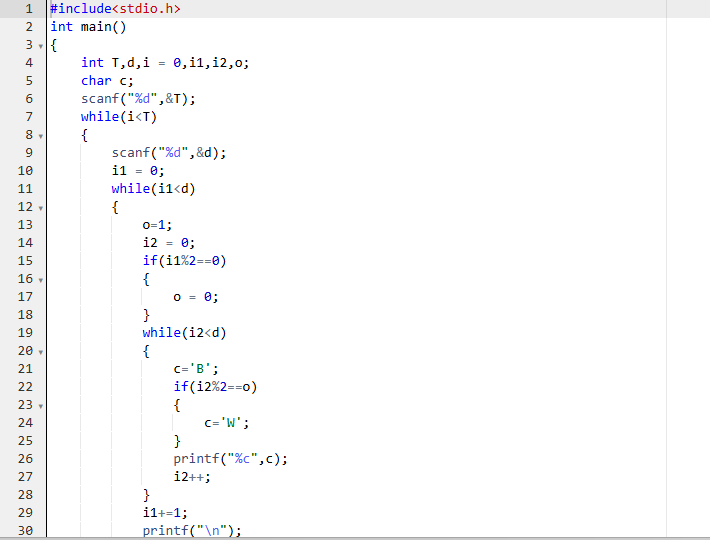 1 #include<stdio.h>
2 int main()
3 {
4     int T,d,i = 0,i1,i2,o;
5     char c;
6     scanf("%d",&T);
7     while(i<T)
8     {
9         scanf("%d",&d);
10         i1 = 0;
11         while(i1<d)
12         {
13             o=1;
14             i2 = 0;
15             if(i1%2==0)
16             {
17                 o = 0;
18             }
19             while(i2<d)
20             {
21                 c='B';
22                 if(i2%2==o)
23                 {
24                     c='W';
25                 }
26                 printf("%c",c);
27                 i2++;
28             }
29             i1+=1;
30             printf("\n");